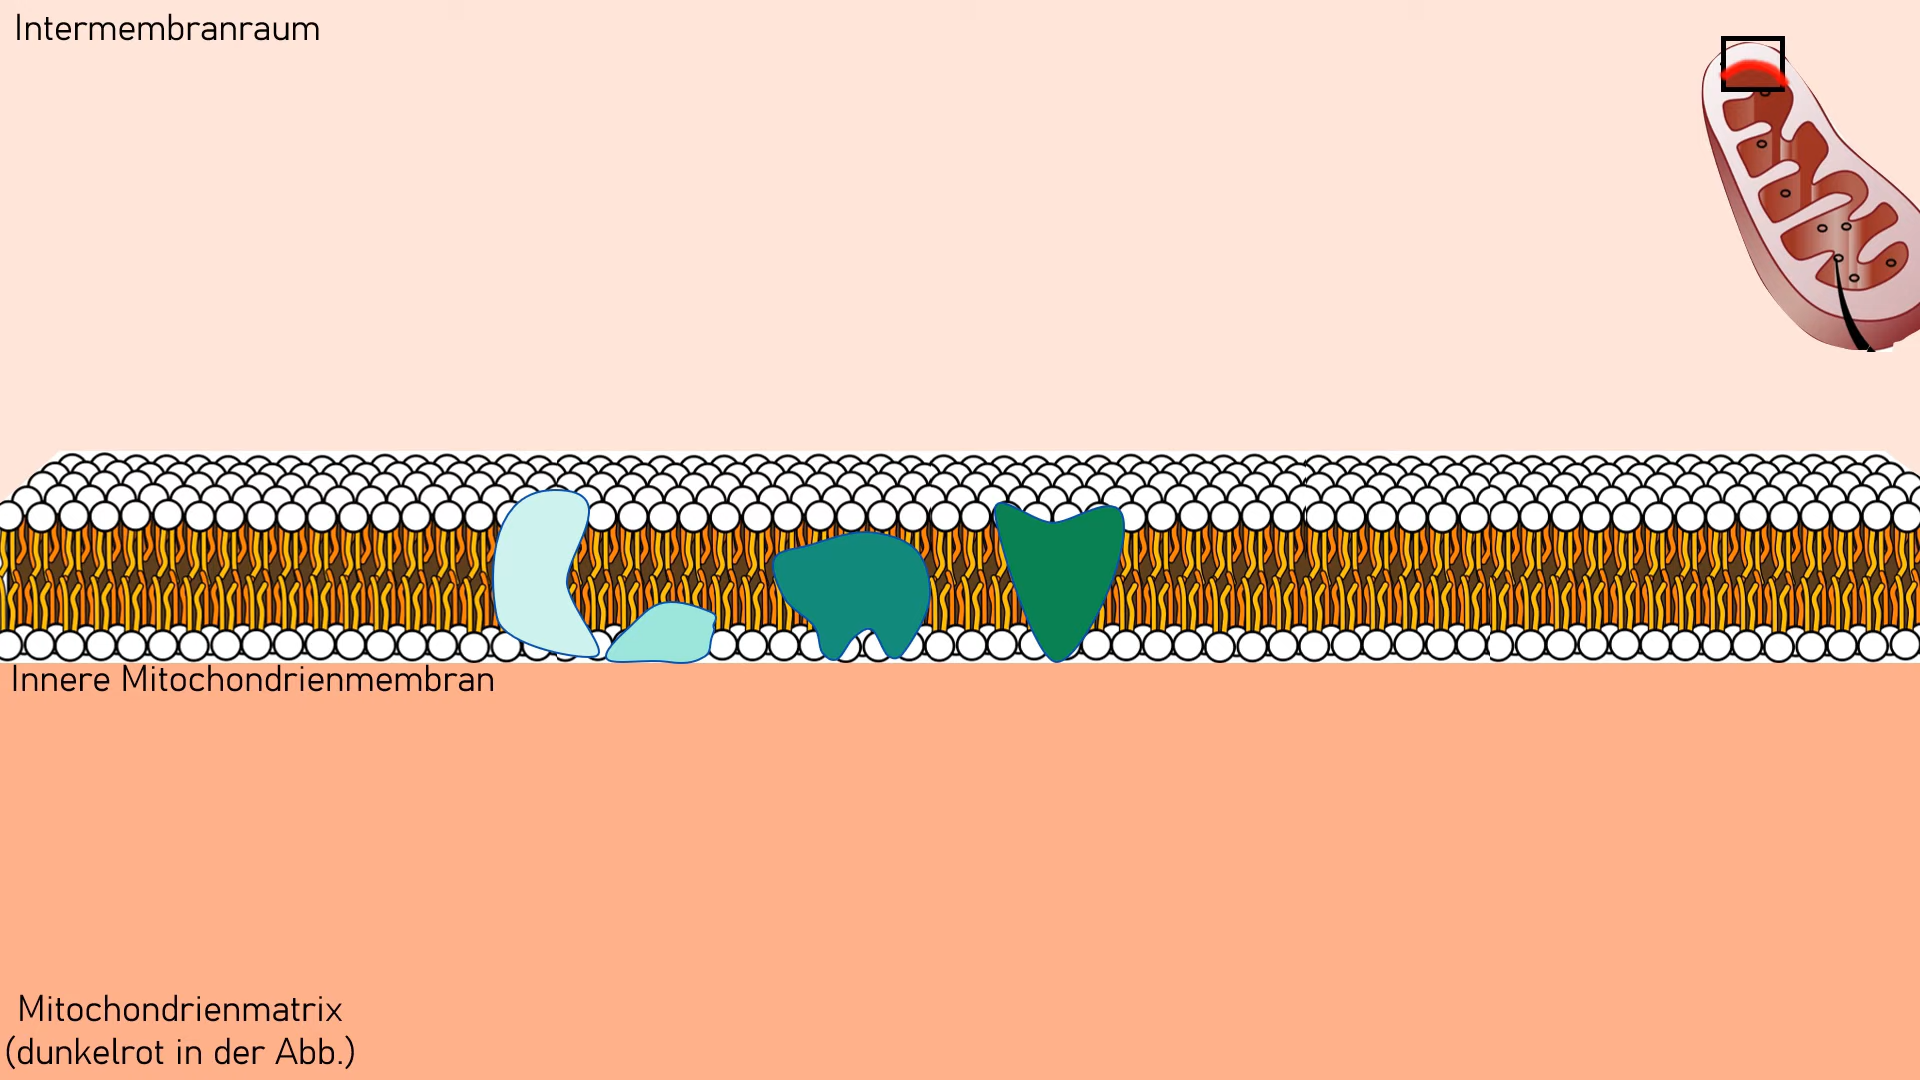 Intermembranraum
Innere Mitochondrienmembran
Mitochondrienmatrix
(dunkelrot in der Abb.)